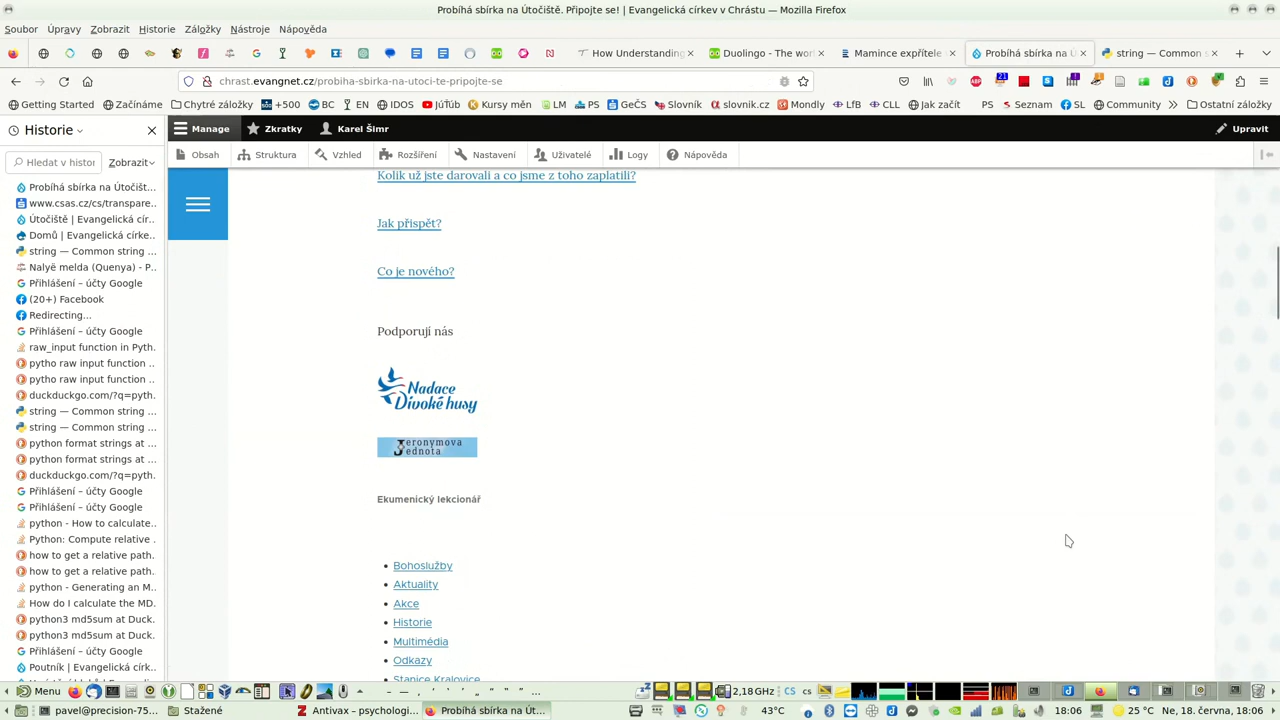 Probíhá sbírka na Útočiště. Připojte se! | Evangelická církev v Chrástu — Mozilla Firefox
Soubor Úpravy Zobrazit Historie Záložky Nástroje Nápověda
How Understanding
Duolingo - The wor
Mamince expřítele
Probíhá sbírka na Ú
string — Common s
chrast.evangnet.cz/probiha-sbirka-na-utoci-te-pripojte-se
21
Getting Started Začínáme Chytré záložky +500 BC EN IDOS JúŤúb Kursy měn LM PS GeČS Slovník slovnik.cz Mondly LfB CLL Jak začít PS Seznam SL Community Ostatní záložky
Historie
Manage Zkratky Karel Šimr Upravit
Hledat v histor Zobrazit
Obsah Struktura Vzhled Rozšíření Nastavení Uživatelé Logy Nápověda
Probíhá sbírka na Útočišt...
www.csas.cz/cs/transpare...
Útočiště | Evangelická cír...
Domů | Evangelická círke...
string — Common string ...
Nalyë melda (Quenya) - P...
Přihlášení – účty Google
(20+) Facebook
Redirecting...
Přihlášení – účty Google
raw_input function in Pyth...
pytho raw input function ...
pytho raw input function ...
duckduckgo.com/?q=pyth...
string — Common string ...
string — Common string ...
python format strings at ...
python format strings at ...
duckduckgo.com/?q=pyth...
Přihlášení – účty Google
Přihlášení – účty Google
python - How to calculate...
Python: Compute relative ...
how to get a relative path...
how to get a relative path...
python - Generating an M...
How do I calculate the MD...
python3 md5sum at Duck...
python3 md5sum at Duck...
Přihlášení – účty Google
Poutník | Evangelická círk...
Kolik už jste darovali a co jsme z toho zaplatili?
Jak přispět?
Co je nového?
Podporují nás
Nadace
Divoké husy
Jeronymova
Jednota
Ekumenický lekcionář
Bohoslužby
Aktuality
Akce
Historie
Multimédia
Odkazy
Stanice Kralovice
Menu
2,18 GHz CS cs
18:06 25 °C Ne, 18. června, 18:06
pavel@precision-75... Stažené Antivax – psychologi... Probíhá sbírka na Út...
43°C